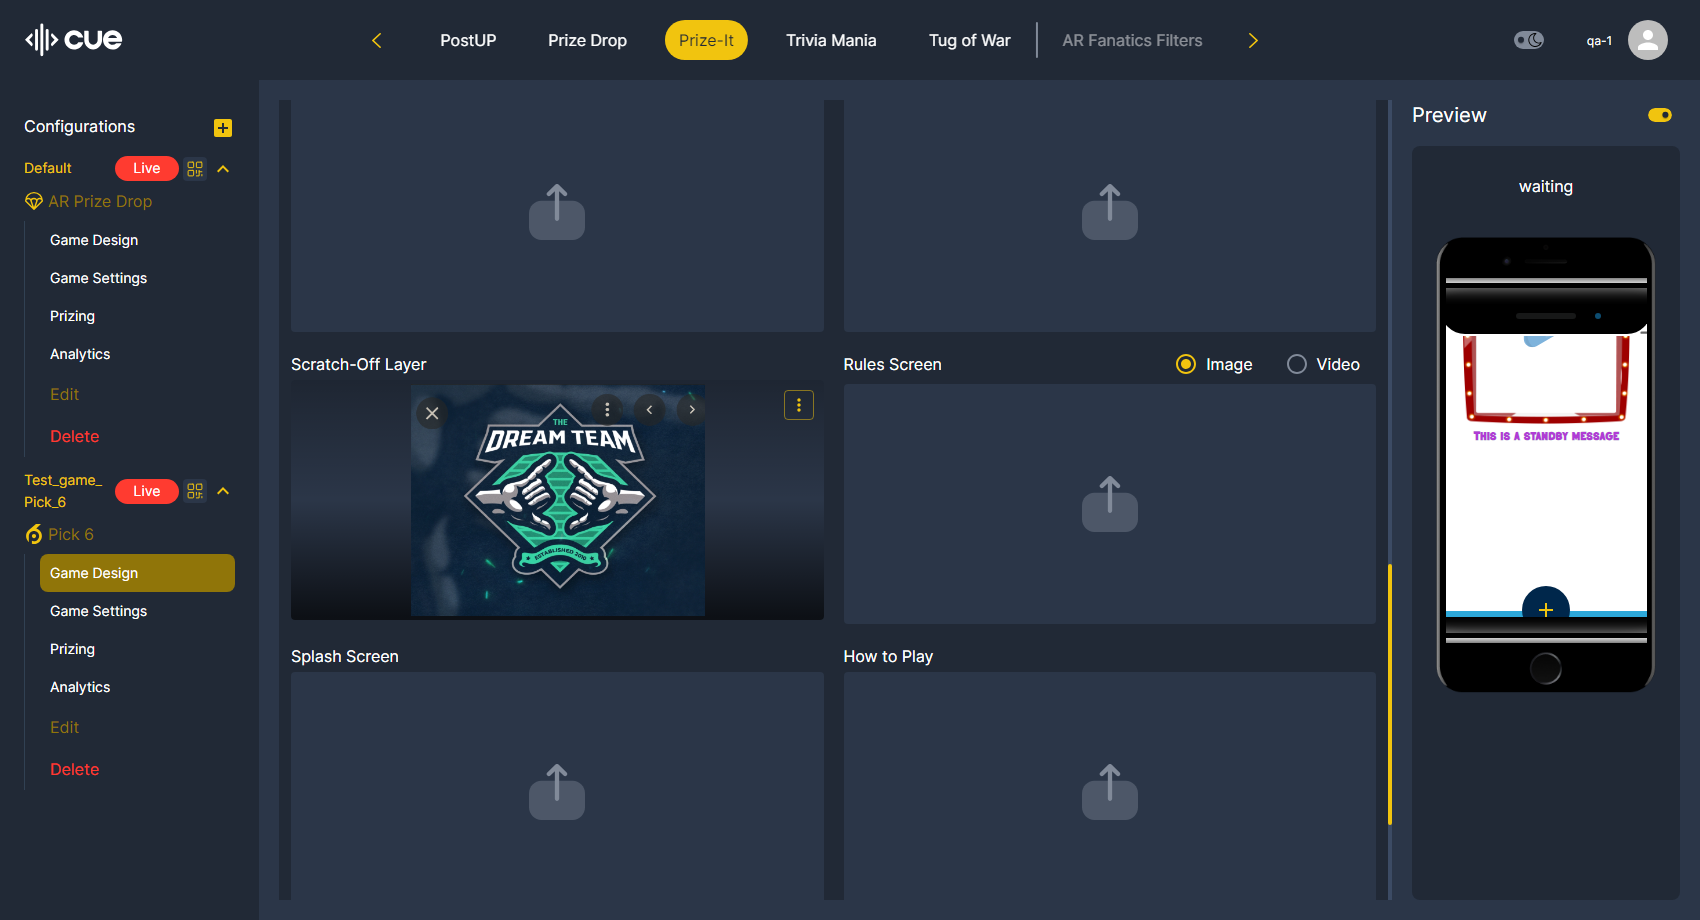 cue
PostUP
Prize Drop
Prize-It
Trivia Mania
Tug of War
AR Fanatics Filters
qa-1
Configurations
Default
Live
AR Prize Drop
Game Design
Game Settings
Prizing
Analytics
Edit
Delete
Test_game_
Pick_6
Live
Pick 6
Game Design
Game Settings
Prizing
Analytics
Edit
Delete
Scratch-Off Layer
THE
DREAM TEAM
ESTABLISHED 2010
Rules Screen
Image
Video
Splash Screen
How to Play
Preview
waiting
THIS IS A STANDBY MESSAGE